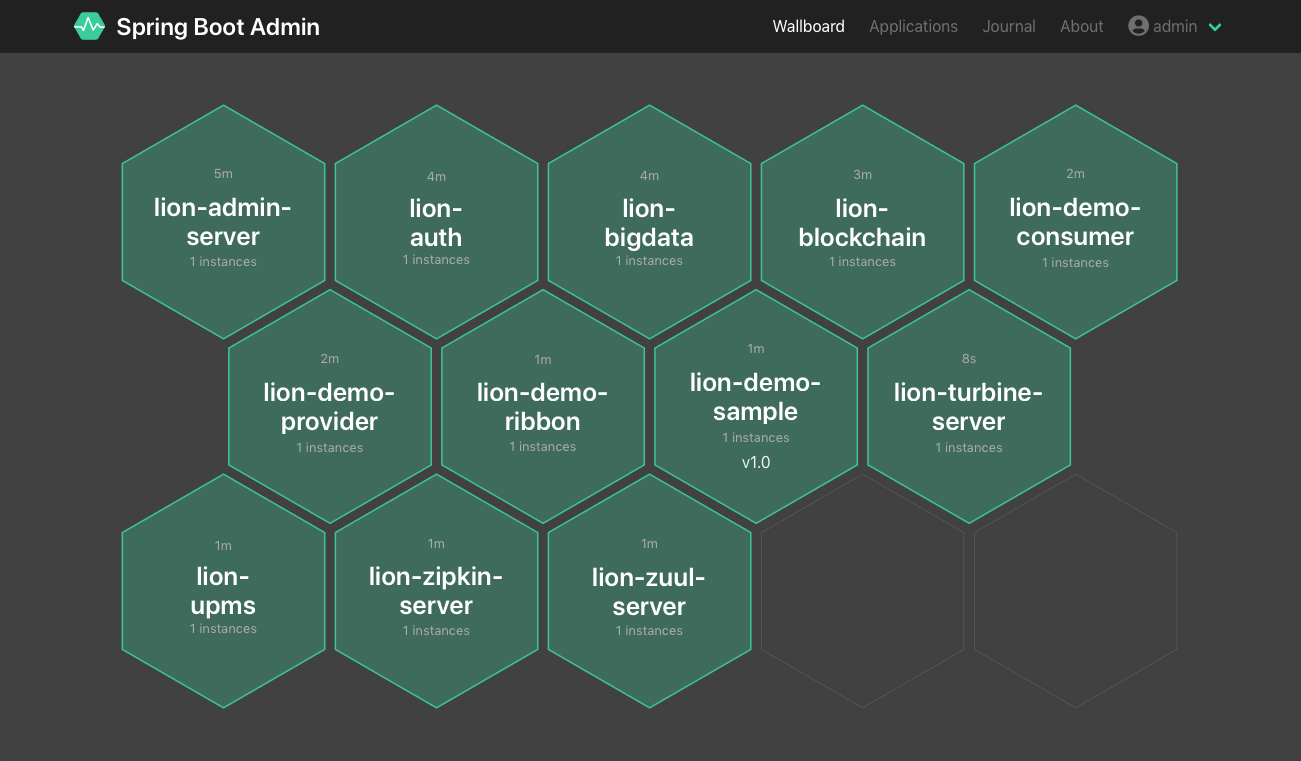 Spring Boot Admin
Wallboard Applications Journal About admin
5m
lion-admin-
server
1 instances
4m
lion-
auth
1 instances
4m
lion-
bigdata
1 instances
3m
lion-
blockchain
1 instances
2m
lion-demo-
consumer
1 instances
2m
lion-demo-
provider
1 instances
1m
lion-demo-
ribbon
1 instances
1m
lion-demo-
sample
1 instances
v1.0
8s
lion-turbine-
server
1 instances
1m
lion-
upms
1 instances
1m
lion-zipkin-
server
1 instances
1m
lion-zuul-
server
1 instances